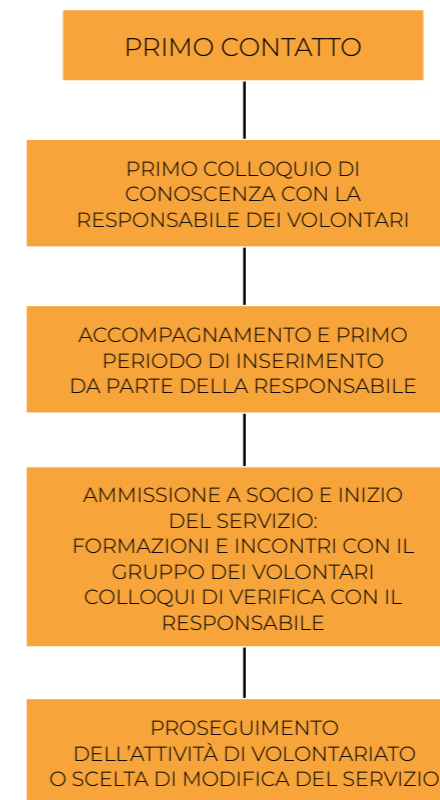 PRIMO CONTATTO
PRIMO COLLOQUIO DI
CONOSCENZA CON LA
RESPONSABILE DEI VOLONTARI
ACCOMPAGNAMENTO E PRIMO
PERIODO DI INSERIMENTO
DA PARTE DELLA RESPONSABILE
AMMISSIONE A SOCIO E INIZIO
DEL SERVIZIO:
FORMAZIONI E INCONTRI CON IL
GRUPPO DEI VOLONTARI
COLLOQUI DI VERIFICA CON IL
RESPONSABILE
PROSEGUIMENTO
DELL'ATTIVITÀ DI VOLONTARIATO
O SCELTA DI MODIFICA DEL SERVIZIO